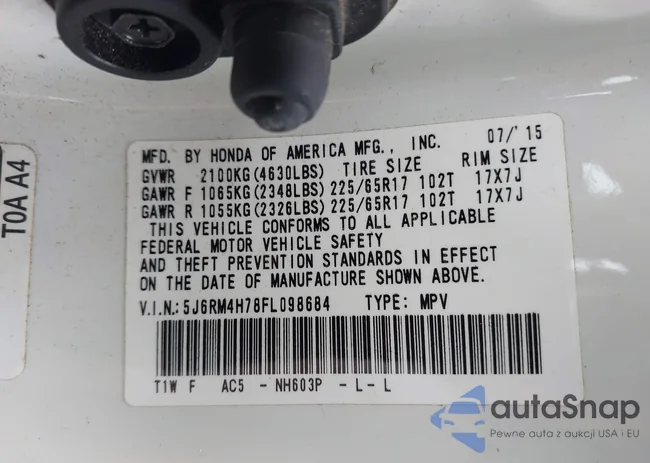 T0A A4
MFD. BY HONDA OF AMERICA MFG., INC. 07/'15
GVWR 2100KG(4630LBS) TIRE SIZE RIM SIZE
GAWR F 1065KG(2348LBS) 225/65R17 102T 17X7J
GAWR R 1055KG(2326LBS) 225/65R17 102T 17X7J
THIS VEHICLE CONFORMS TO ALL APPLICABLE
FEDERAL MOTOR VEHICLE SAFETY
AND THEFT PREVENTION STANDARDS IN EFFECT
ON THE DATE OF MANUFACTURE SHOWN ABOVE.
V.I.N.: 5J6RM4H78FL098684 TYPE: MPV
T1W F AC5 - NH603P - L - L
autaSnap
Pewne auta z aukcji USA i EU